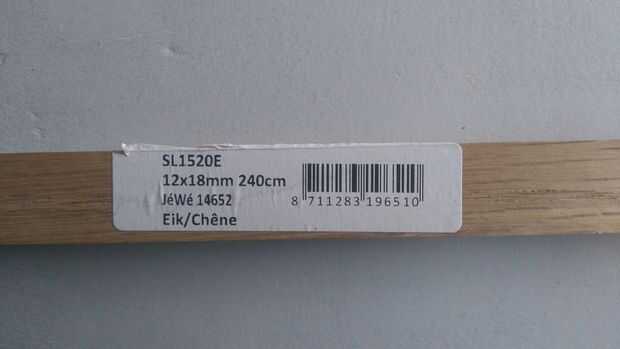 SL1520E
12x18mm 240cm
JéWé 14652
Eik/Chêne
8 711283 196510